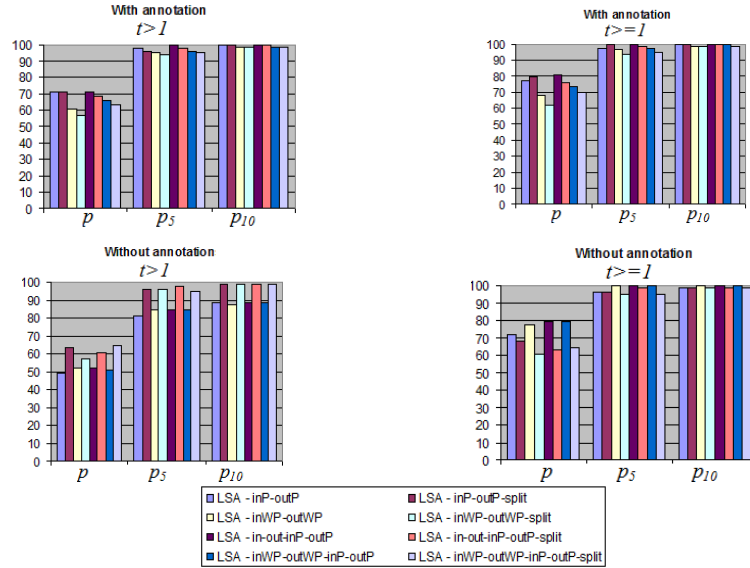 With annotation
t>1
100
90
80
70
60
50
40
30
20
10
0
p
p5
p10
With annotation
t>=1
100
90
80
70
60
50
40
30
20
10
0
p
p5
p10
Without annotation
t>1
100
90
80
70
60
50
40
30
20
10
0
p
p5
p10
Without annotation
t>=1
100
90
80
70
60
50
40
30
20
10
0
p
p5
p10
LSA - inP-outP
LSA - inP-outP-split
LSA - inWP-outWP
LSA - inWP-outWP-split
LSA - in-out-inP-outP
LSA - in-out-inP-outP-split
LSA - inWP-outWP-inP-outP
LSA - inWP-outWP-inP-outP-split